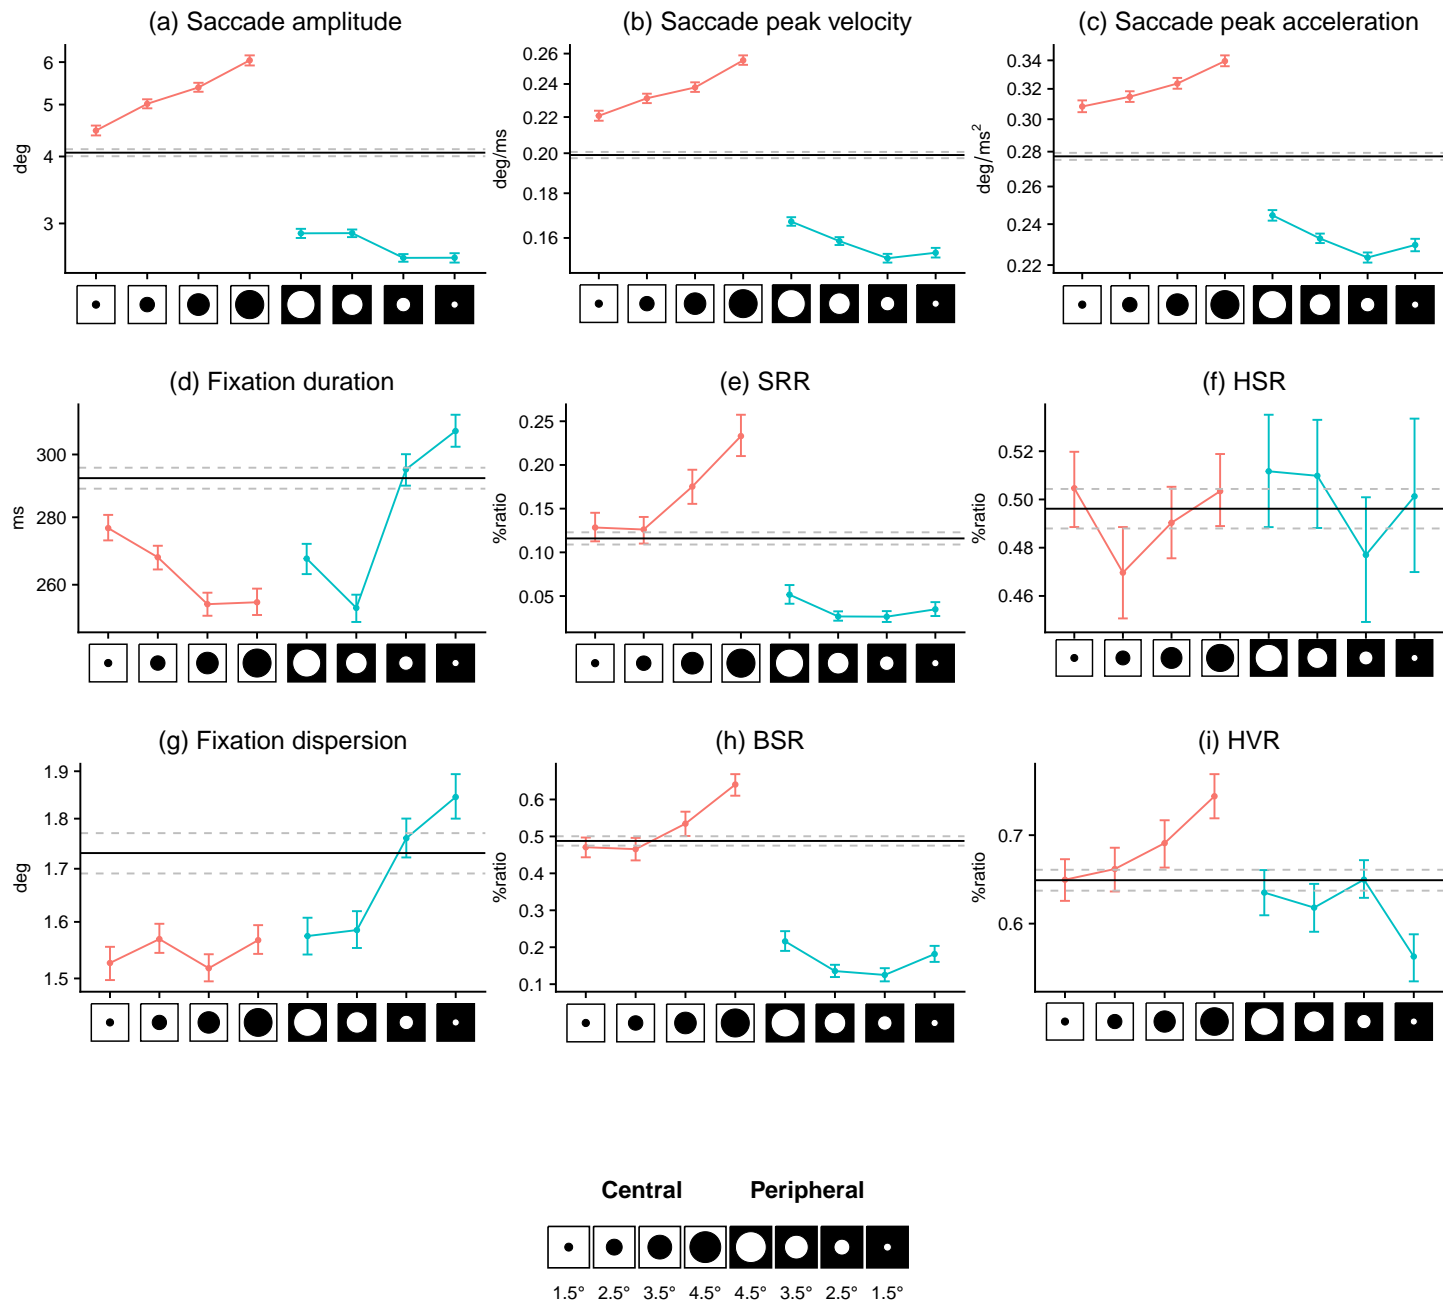 (a) Saccade amplitude
(b) Saccade peak velocity
(c) Saccade peak acceleration
deg
6
5
4
3
deg/ms
0.26
0.24
0.22
0.20
0.18
0.16
deg/ms²
0.34
0.32
0.30
0.28
0.26
0.24
0.22
(d) Fixation duration
(e) SRR
(f) HSR
ms
300
280
260
%ratio
0.25
0.20
0.15
0.10
0.05
%ratio
0.52
0.50
0.48
0.46
(g) Fixation dispersion
(h) BSR
(i) HVR
deg
1.9
1.8
1.7
1.6
1.5
%ratio
0.6
0.5
0.4
0.3
0.2
0.1
%ratio
0.7
0.6
Central Peripheral
1.5° 2.5° 3.5° 4.5° 4.5° 3.5° 2.5° 1.5°